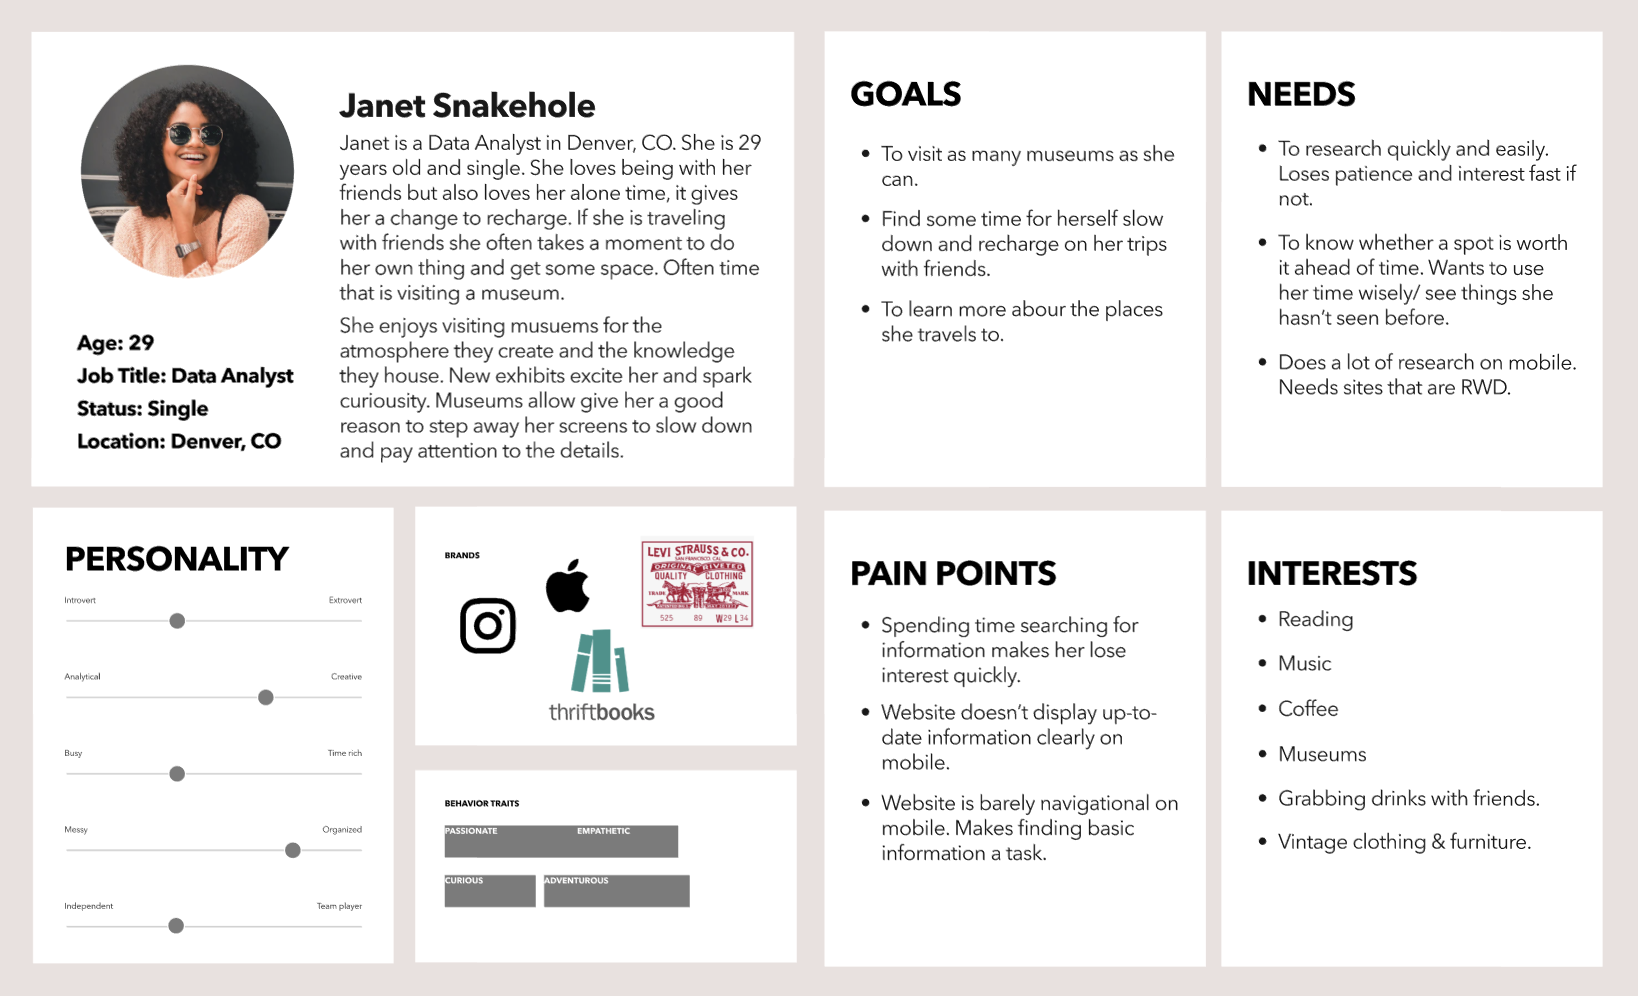 Janet Snakehole
Janet is a Data Analyst in Denver, CO. She is 29
years old and single. She loves being with her
friends but also loves her alone time, it gives
her a change to recharge. If she is traveling
with friends she often takes a moment to do
her own thing and get some space. Often time
that is visiting a museum.
She enjoys visiting musuems for the
atmosphere they create and the knowledge
they house. New exhibits excite her and spark
curiousity. Museums allow give her a good
reason to step away her screens to slow down
and pay attention to the details.
Age: 29
Job Title: Data Analyst
Status: Single
Location: Denver, CO
GOALS
• To visit as many museums as she
can.
• Find some time for herself slow
down and recharge on her trips
with friends.
• To learn more abour the places
she travels to.
NEEDS
• To research quickly and easily.
Loses patience and interest fast if
not.
• To know whether a spot is worth
it ahead of time. Wants to use
her time wisely/ see things she
hasn't seen before.
• Does a lot of research on mobile.
Needs sites that are RWD.
PERSONALITY
Introvert Extrovert
Analytical Creative
Busy Time rich
Messy Organized
Independent Team player
BRANDS
LEVI STRAUSS & CO.
SAN FRANCISCO, CAL.
ORIGINAL RIVETED
QUALITY CLOTHING
TRADE MARK
525 89 W29 L34
thriftbooks
BEHAVIOR TRAITS
PASSIONATE EMPATHETIC
CURIOUS ADVENTUROUS
PAIN POINTS
• Spending time searching for
information makes her lose
interest quickly.
• Website doesn't display up-to-
date information clearly on
mobile.
• Website is barely navigational on
mobile. Makes finding basic
information a task.
INTERESTS
• Reading
• Music
• Coffee
• Museums
• Grabbing drinks with friends.
• Vintage clothing & furniture.